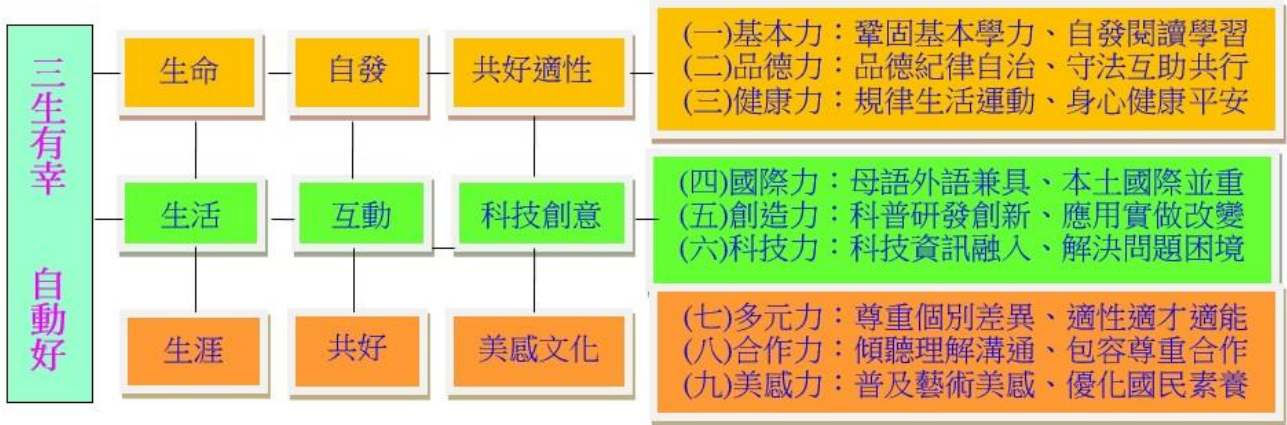 三生有幸 自動好
生命
自發
共好適性
(一)基本力：鞏固基本學力、自發閱讀學習
(二)品德力：品德紀律自治、守法互助共行
(三)健康力：規律生活運動、身心健康平安
生活
互動
科技創意
(四)國際力：母語外語兼具、本土國際並重
(五)創造力：科普研發創新、應用實做改變
(六)科技力：科技資訊融入、解決問題困境
生涯
共好
美感文化
(七)多元力：尊重個別差異、適性適才適能
(八)合作力：傾聽理解溝通、包容尊重合作
(九)美感力：普及藝術美感、優化國民素養